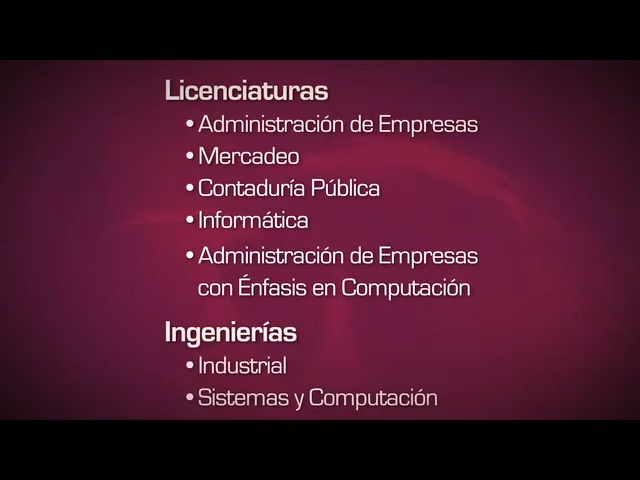 Licenciaturas
• Administración de Empresas
• Mercadeo
• Contaduría Pública
• Informática
• Administración de Empresas
con Énfasis en Computación
Ingenierías
• Industrial
• Sistemas y Computación